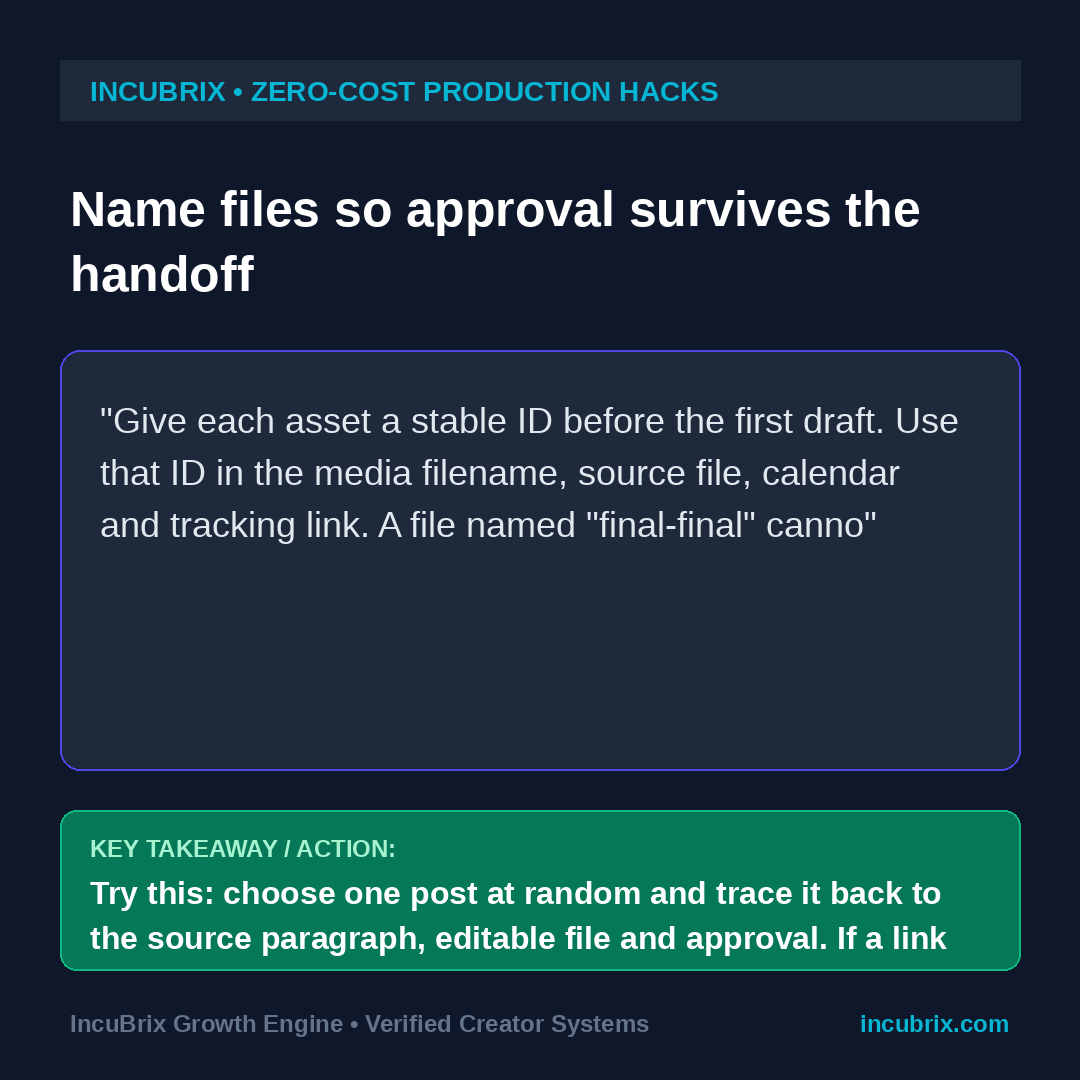 INCUBRIX • ZERO-COST PRODUCTION HACKS
Name files so approval survives the
handoff
"Give each asset a stable ID before the first draft. Use
that ID in the media filename, source file, calendar
and tracking link. A file named "final-final" canno"
KEY TAKEAWAY / ACTION:
Try this: choose one post at random and trace it back to
the source paragraph, editable file and approval. If a link
IncuBrix Growth Engine • Verified Creator Systems
incubrix.com